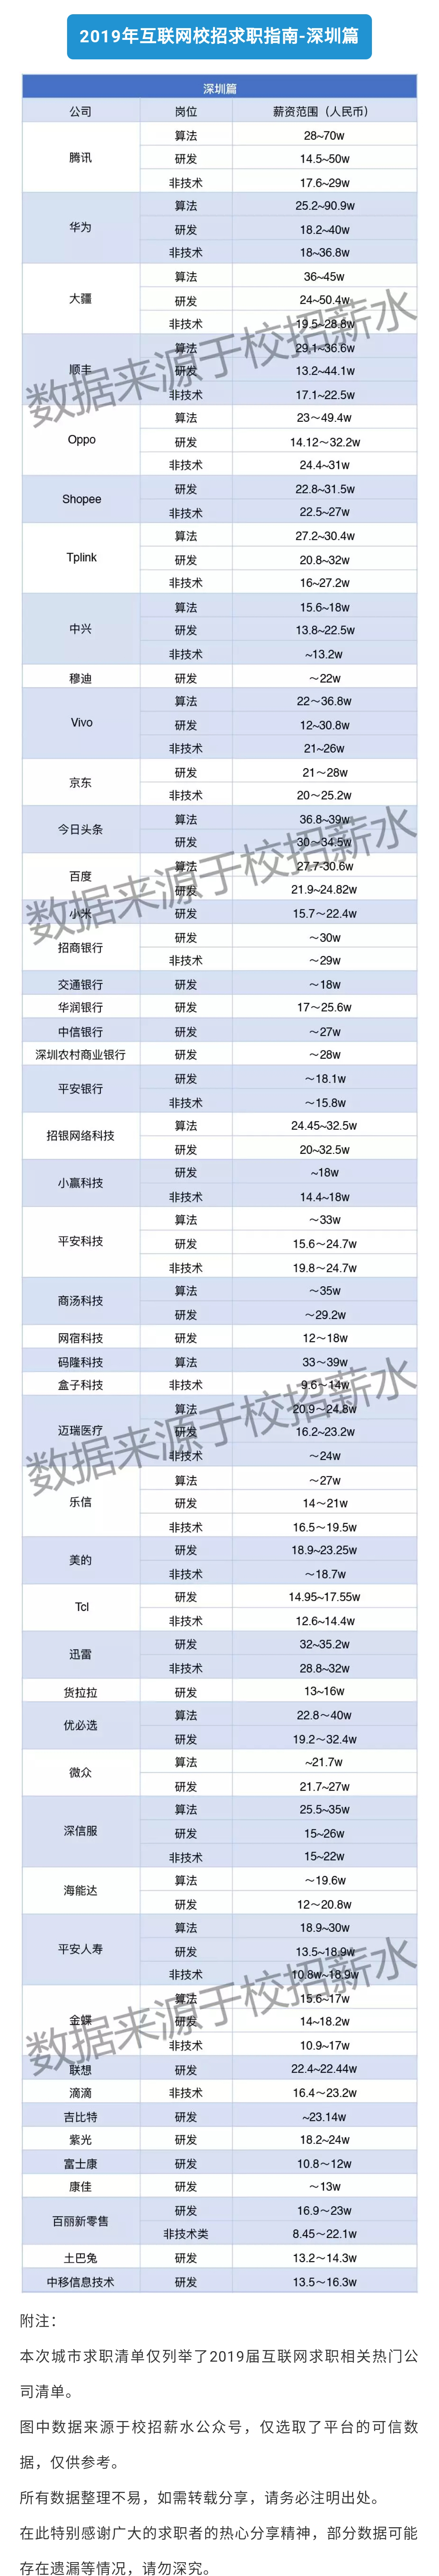 2019年互联网校招求职指南-深圳篇
深圳篇
公司 岗位 薪资范围（人民币）
腾讯 算法 28~70w
研发 14.5~50w
非技术 17.6~29w
华为 算法 25.2~90.9w
研发 18.2~40w
非技术 18~36.8w
大疆 算法 36~45w
研发 24~50.4w
非技术 19.5~28.8w
顺丰 算法 29.1~36.6w
研发 13.2~44.1w
非技术 17.1~22.5w
数据来源于校招薪水
Oppo 算法 23～49.4w
研发 14.12～32.2w
非技术 24.4~31w
Shopee 研发 22.8~31.5w
非技术 22.5~27w
Tplink 算法 27.2~30.4w
研发 20.8~32w
非技术 16~27.2w
中兴 算法 15.6~18w
研发 13.8~22.5w
非技术 ~13.2w
穆迪 研发 ～22w
Vivo 算法 22～36.8w
研发 12~30.8w
非技术 21~26w
京东 研发 21～28w
非技术 20～25.2w
今日头条 算法 36.8~39w
研发 30～34.5w
百度 算法 27.7-30.6w
研发 21.9~24.82w
数据来源于校招薪水
小米 研发 15.7～22.4w
招商银行 研发 ～30w
非技术 ～29w
交通银行 研发 ～18w
华润银行 研发 17～25.6w
中信银行 研发 ～27w
深圳农村商业银行 研发 ～28w
平安银行 研发 ～18.1w
非技术 ～15.8w
招银网络科技 算法 24.45~32.5w
研发 20~32.5w
小赢科技 研发 ~18w
非技术 14.4~18w
平安科技 算法 ～33w
研发 15.6～24.7w
非技术 19.8～24.7w
商汤科技 算法 ～35w
研发 ～29.2w
网宿科技 研发 12～18w
码隆科技 算法 33～39w
盒子科技 非技术 9.6～14w
迈瑞医疗 算法 20.9～24.8w
研发 16.2~23.2w
非技术 ～24w
数据来源于校招薪水
乐信 算法 ～27w
研发 14～21w
非技术 16.5～19.5w
美的 研发 18.9~23.25w
非技术 ～18.7w
Tcl 研发 14.95~17.55w
非技术 12.6~14.4w
迅雷 研发 32~35.2w
非技术 28.8~32w
货拉拉 研发 13~16w
优必选 算法 22.8～40w
研发 19.2～32.4w
微众 算法 ~21.7w
研发 21.7~27w
深信服 算法 25.5~35w
研发 15~26w
非技术 15~22w
海能达 算法 ～19.6w
研发 12～20.8w
平安人寿 算法 18.9~30w
研发 13.5~18.9w
非技术 10.8w~18.9w
金蝶 算法 15.6~17w
研发 14~18.2w
非技术 10.9~17w
数据来源于校招薪水
联想 研发 22.4~22.44w
滴滴 非技术 16.4～23.2w
吉比特 研发 ~23.14w
紫光 研发 18.2~24w
富士康 研发 10.8～12w
康佳 研发 ～13w
百丽新零售 研发 16.9～23w
非技术类 8.45～22.1w
土巴兔 研发 13.2～14.3w
中移信息技术 研发 13.5～16.3w
附注：
本次城市求职清单仅列举了2019届互联网求职相关热门公
司清单。
图中数据来源于校招薪水公众号，仅选取了平台的可信数
据，仅供参考。
所有数据整理不易，如需转载分享，请务必注明出处。
在此特别感谢广大的求职者的热心分享精神，部分数据可能
存在遗漏等情况，请勿深究。